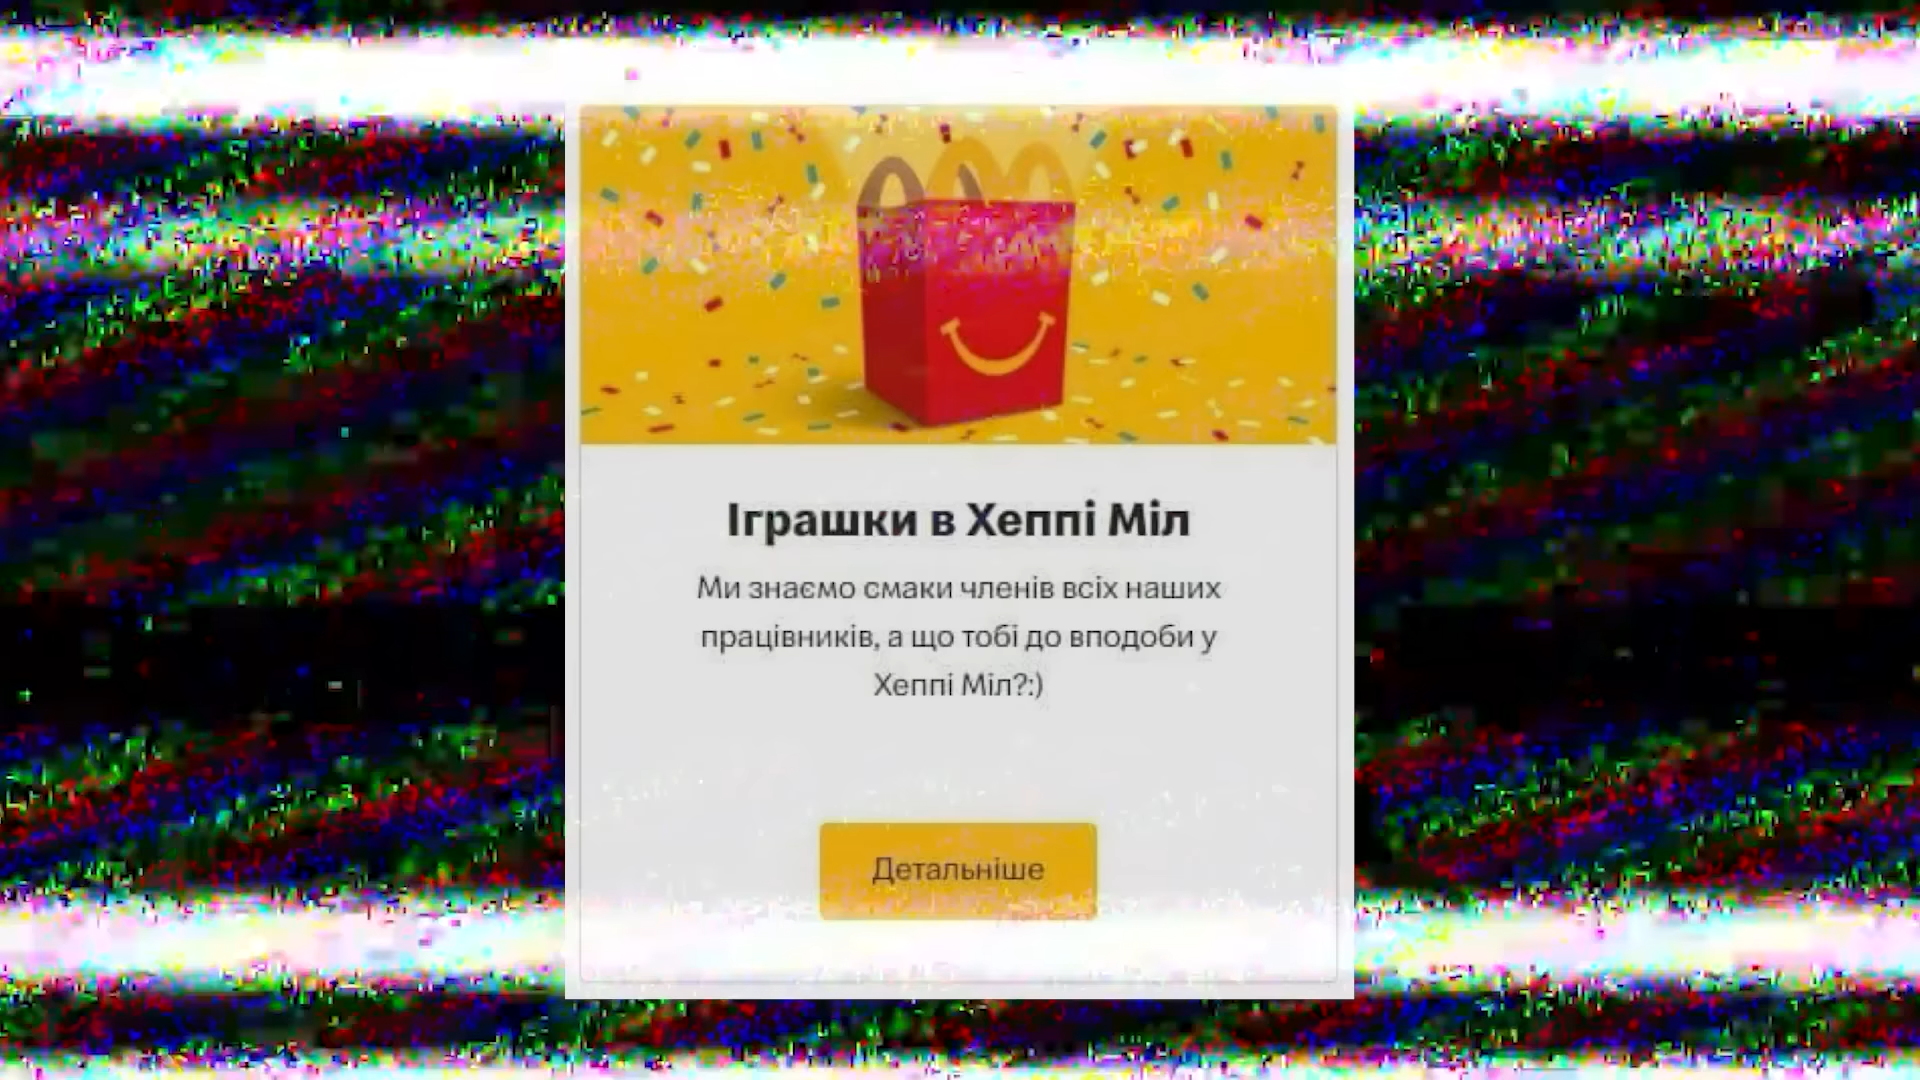 Іграшки в Хеппі Міл
Ми знаємо смаки членів всіх наших
працівників, а що тобі до вподоби у
Хеппі Міл?:)
Детальніше